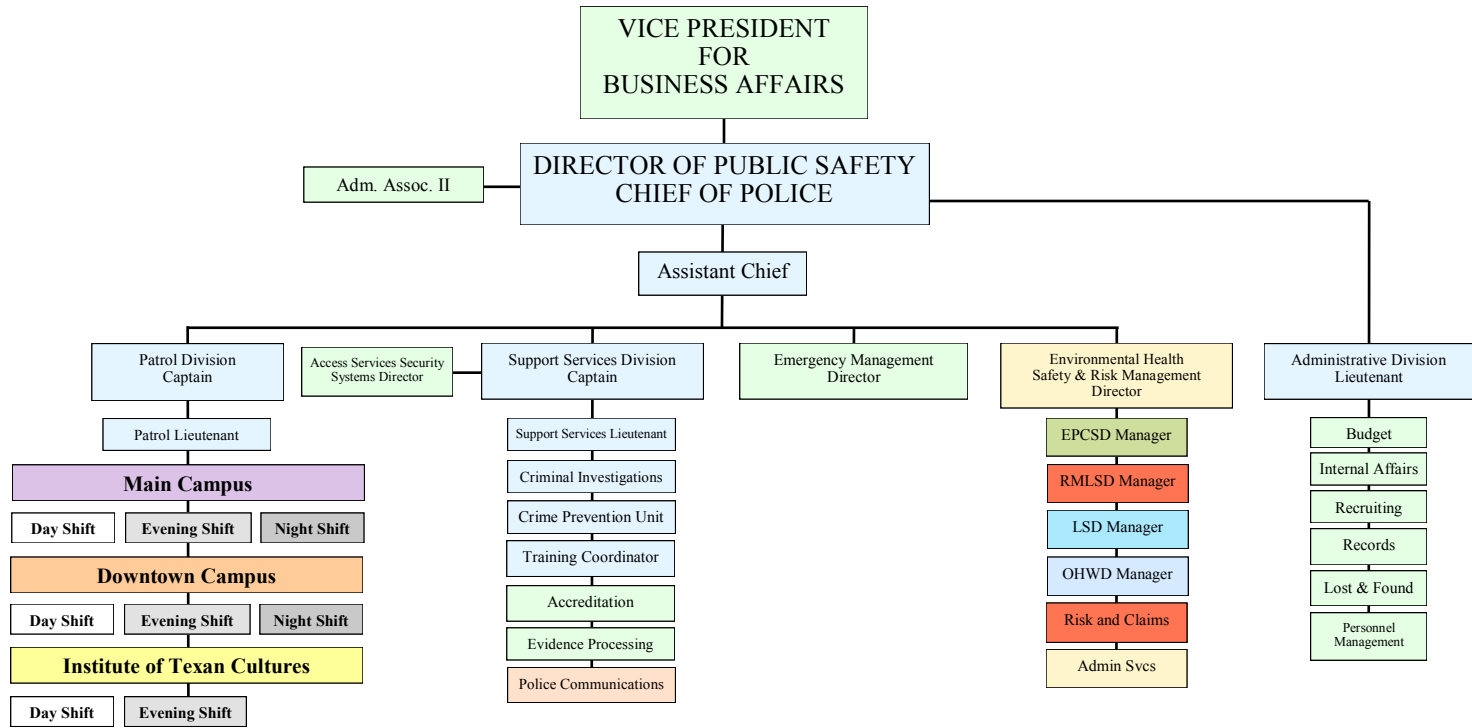 VICE PRESIDENT
FOR
BUSINESS AFFAIRS
DIRECTOR OF PUBLIC SAFETY
CHIEF OF POLICE
Adm. Assoc. II
Assistant Chief
Patrol Division
Captain
Access Services Security
Systems Director
Support Services Division
Captain
Emergency Management
Director
Environmental Health
Safety & Risk Management
Director
Administrative Division
Lieutenant
Patrol Lieutenant
Main Campus
Day Shift
Evening Shift
Night Shift
Downtown Campus
Day Shift
Evening Shift
Night Shift
Institute of Texan Cultures
Day Shift
Evening Shift
Support Services Lieutenant
Criminal Investigations
Crime Prevention Unit
Training Coordinator
Accreditation
Evidence Processing
Police Communications
EPCSD Manager
RMLSD Manager
LSD Manager
OHWD Manager
Risk and Claims
Admin Svcs
Budget
Internal Affairs
Recruiting
Records
Lost & Found
Personnel
Management